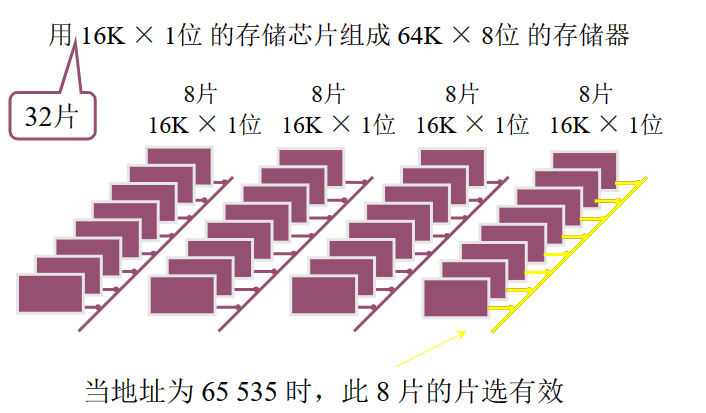 用 16K × 1位 的存储芯片组成 64K × 8位 的存储器
32片
8片 8片 8片 8片
16K × 1位 16K × 1位 16K × 1位 16K × 1位
当地址为 65 535 时，此 8 片的片选有效